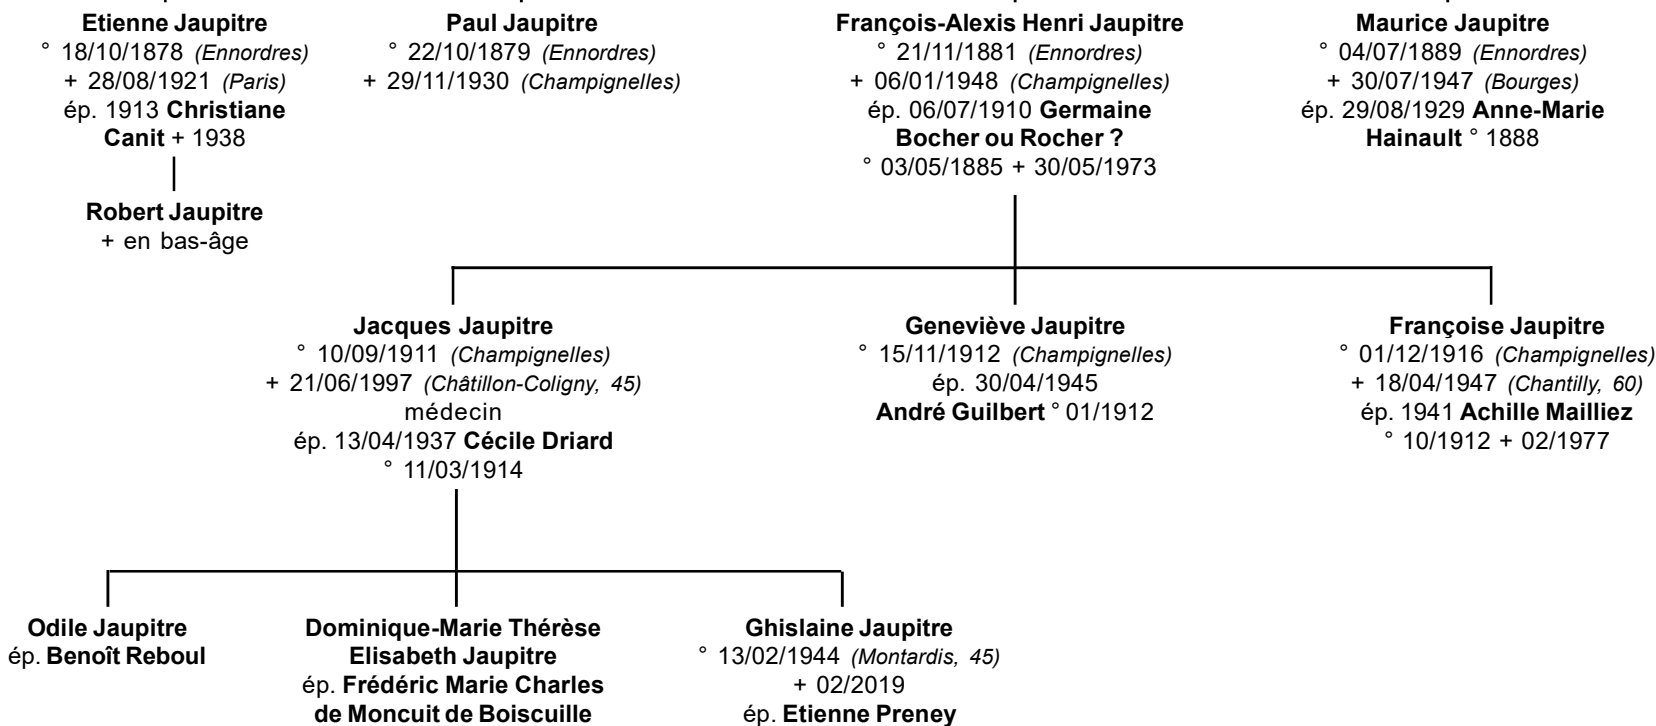 Etienne Jaupitre
° 18/10/1878 (Ennordres)
+ 28/08/1921 (Paris)
ép. 1913 Christiane
Canit + 1938
Robert Jaupitre
+ en bas-âge
Paul Jaupitre
° 22/10/1879 (Ennordres)
+ 29/11/1930 (Champignelles)
François-Alexis Henri Jaupitre
° 21/11/1881 (Ennordres)
+ 06/01/1948 (Champignelles)
ép. 06/07/1910 Germaine
Bocher ou Rocher ?
° 03/05/1885 + 30/05/1973
Maurice Jaupitre
° 04/07/1889 (Ennordres)
+ 30/07/1947 (Bourges)
ép. 29/08/1929 Anne-Marie
Hainault ° 1888
Jacques Jaupitre
° 10/09/1911 (Champignelles)
+ 21/06/1997 (Châtillon-Coligny, 45)
médecin
ép. 13/04/1937 Cécile Driard
° 11/03/1914
Geneviève Jaupitre
° 15/11/1912 (Champignelles)
ép. 30/04/1945
André Guilbert ° 01/1912
Françoise Jaupitre
° 01/12/1916 (Champignelles)
+ 18/04/1947 (Chantilly, 60)
ép. 1941 Achille Mailliez
° 10/1912 + 02/1977
Odile Jaupitre
ép. Benoît Reboul
Dominique-Marie Thérèse
Elisabeth Jaupitre
ép. Frédéric Marie Charles
de Moncuit de Boiscuille
Ghislaine Jaupitre
° 13/02/1944 (Montardis, 45)
+ 02/2019
ép. Etienne Preney